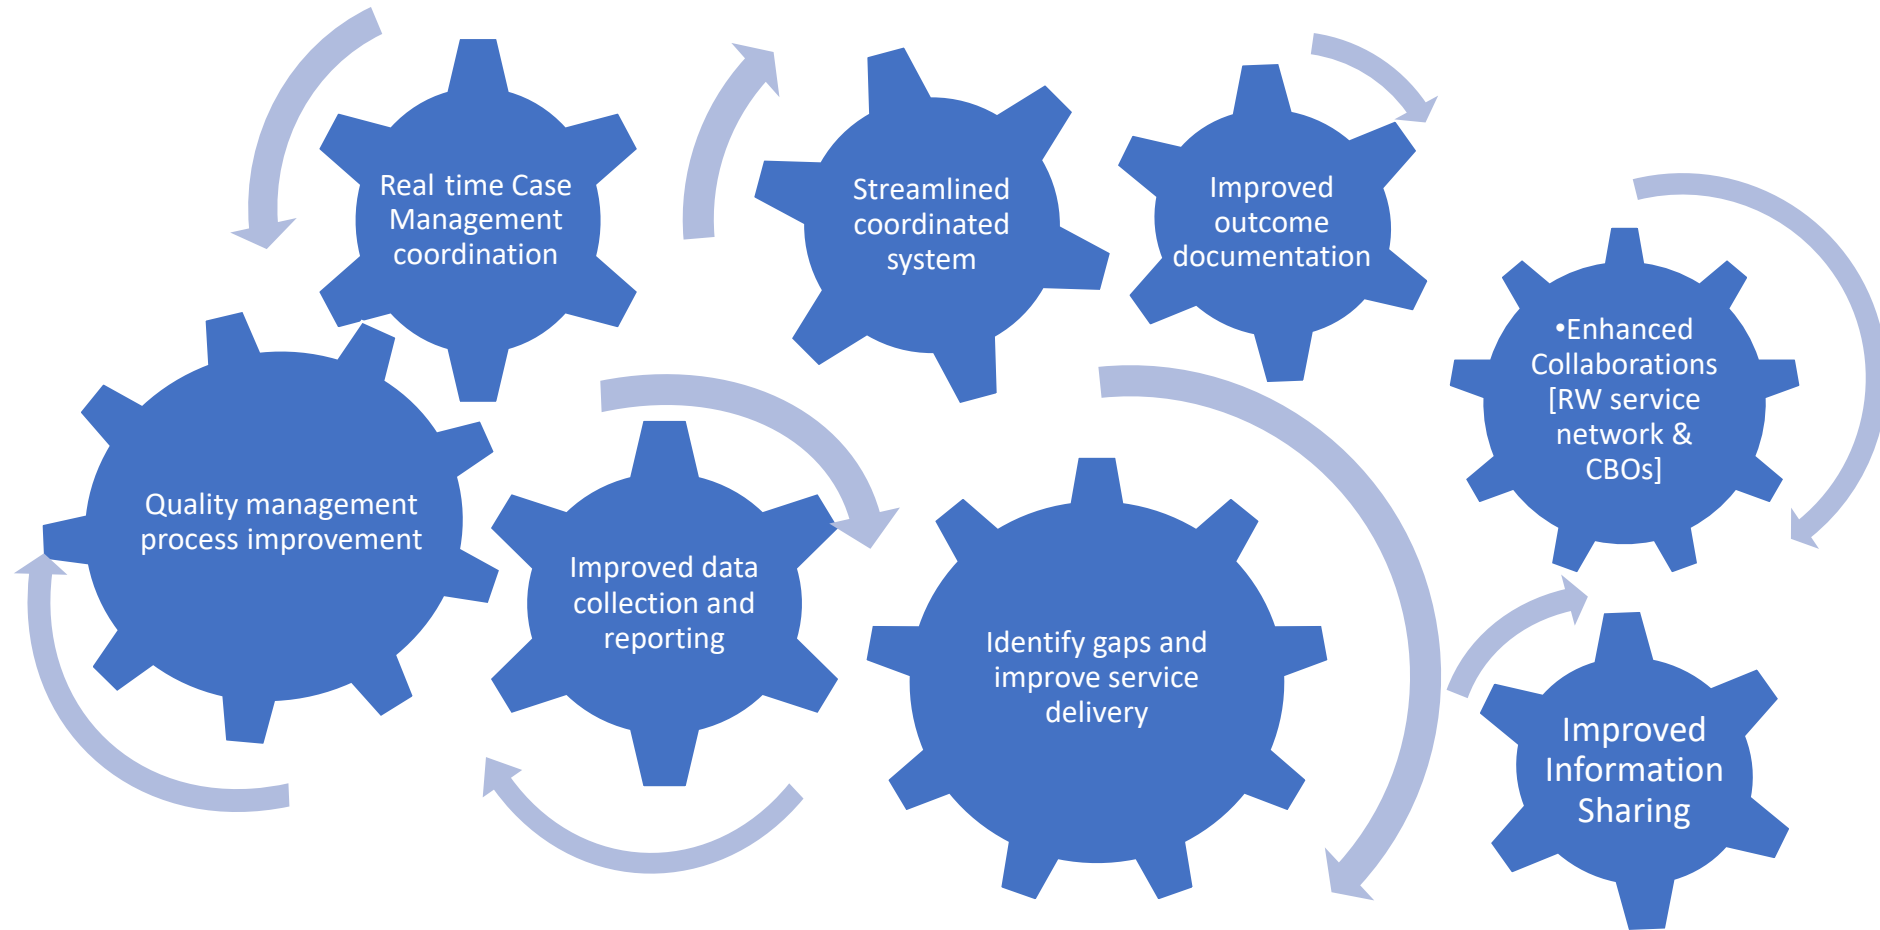 Real time Case
Management
coordination
Streamlined
coordinated
system
Improved
outcome
documentation
•Enhanced
Collaborations
[RW service
network &
CBOs]
Quality management
process improvement
Improved data
collection and
reporting
Identify gaps and
improve service
delivery
Improved
Information
Sharing